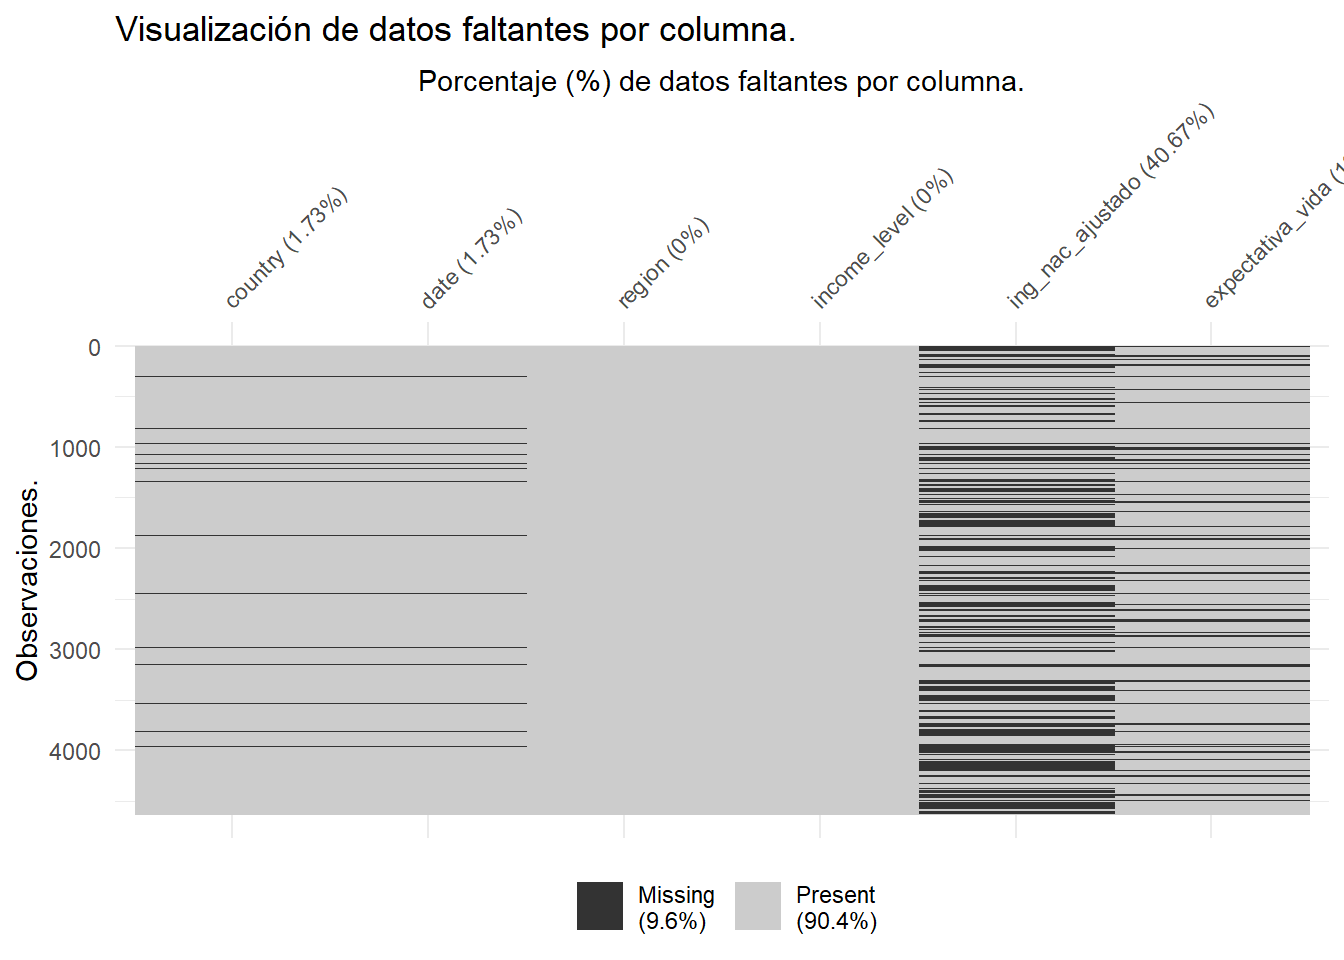 Visualización de datos faltantes por columna.
Porcentaje (%) de datos faltantes por columna.
country (1.73%)
date (1.73%)
region (0%)
income_level (0%)
ing_nac_ajustado (40.67%)
expectativa_vida
Observaciones.
0
1000
2000
3000
4000
Missing
(9.6%)
Present
(90.4%)